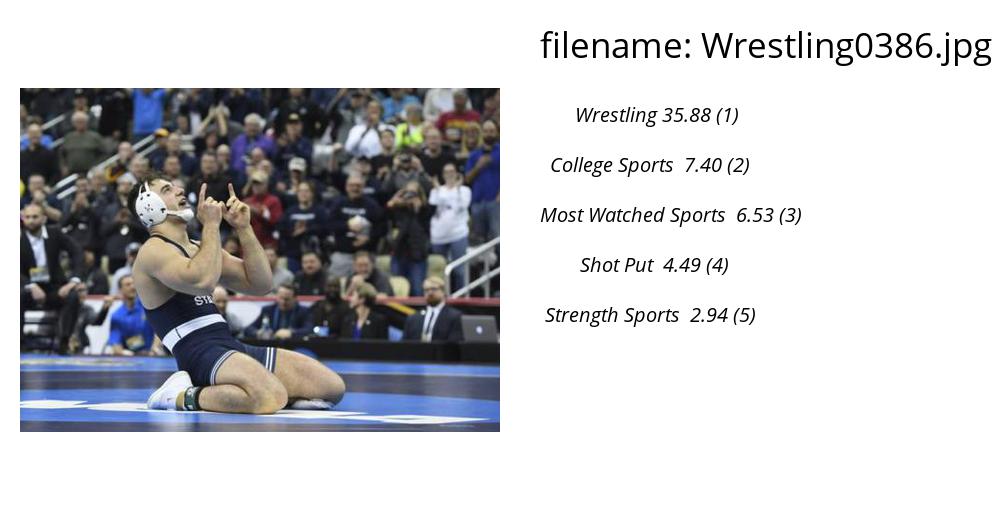 filename: Wrestling0386.jpg
Wrestling 35.88 (1)
College Sports  7.40 (2)
Most Watched Sports  6.53 (3)
Shot Put  4.49 (4)
Strength Sports  2.94 (5)